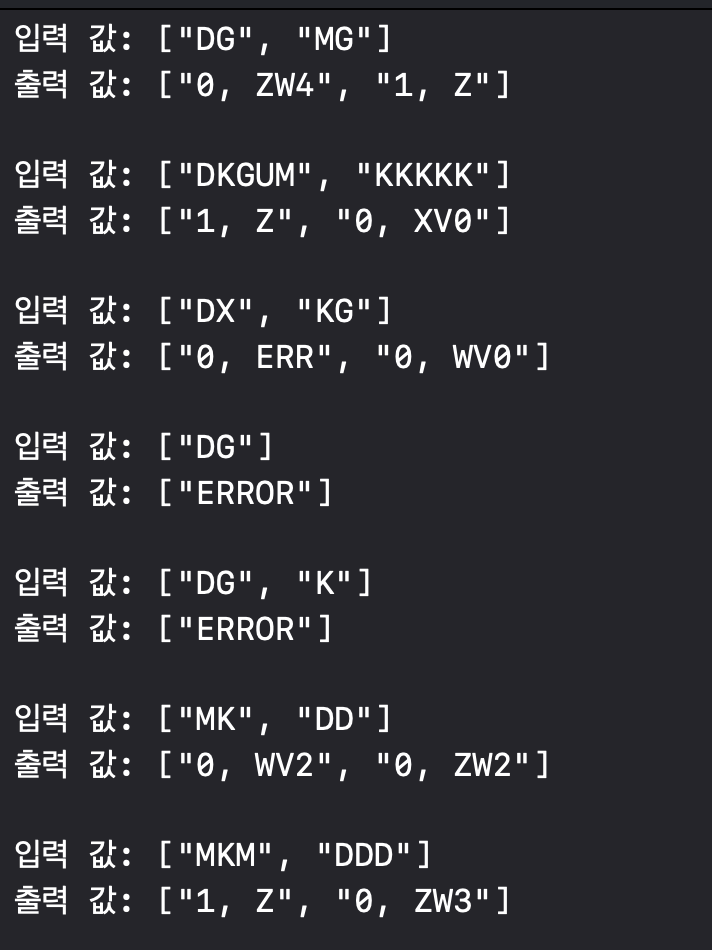 입력 값: ["DG", "MG"]
출력 값: ["0, ZW4", "1, Z"]
입력 값: ["DKGUM", "KKKKK"]
출력 값: ["1, Z", "0, XV0"]
입력 값: ["DX", "KG"]
출력 값: ["0, ERR", "0, WV0"]
입력 값: ["DG"]
출력 값: ["ERROR"]
입력 값: ["DG", "K"]
출력 값: ["ERROR"]
입력 값: ["MK", "DD"]
출력 값: ["0, WV2", "0, ZW2"]
입력 값: ["MKM", "DDD"]
출력 값: ["1, Z", "0, ZW3"]